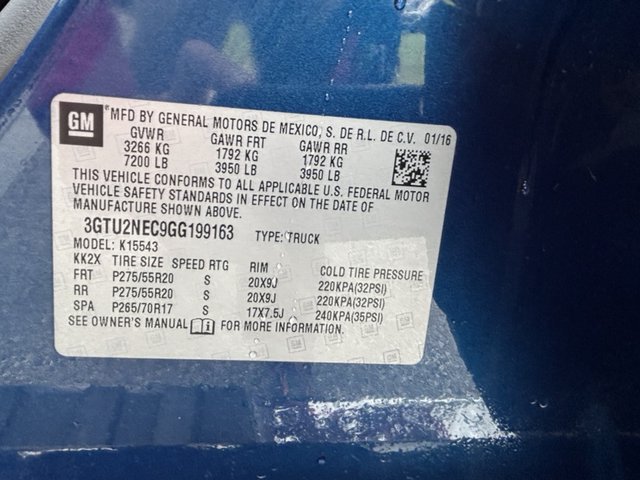 GM
MFD BY GENERAL MOTORS DE MEXICO, S. DE R.L. DE C.V. 01/16
GVWR GAWR FRT GAWR RR
3266 KG 1792 KG 1792 KG
7200 LB 3950 LB 3950 LB
THIS VEHICLE CONFORMS TO ALL APPLICABLE U.S. FEDERAL MOTOR
VEHICLE SAFETY STANDARDS IN EFFECT ON THE DATE OF
MANUFACTURE SHOWN ABOVE.
3GTU2NEC9GG199163 TYPE: TRUCK
MODEL: K15543
KK2X TIRE SIZE SPEED RTG RIM COLD TIRE PRESSURE
FRT P275/55R20 S 20X9J 220KPA(32PSI)
RR P275/55R20 S 20X9J 220KPA(32PSI)
SPA P265/70R17 S 17X7.5J 240KPA(35PSI)
SEE OWNER'S MANUAL FOR MORE INFORMATION.